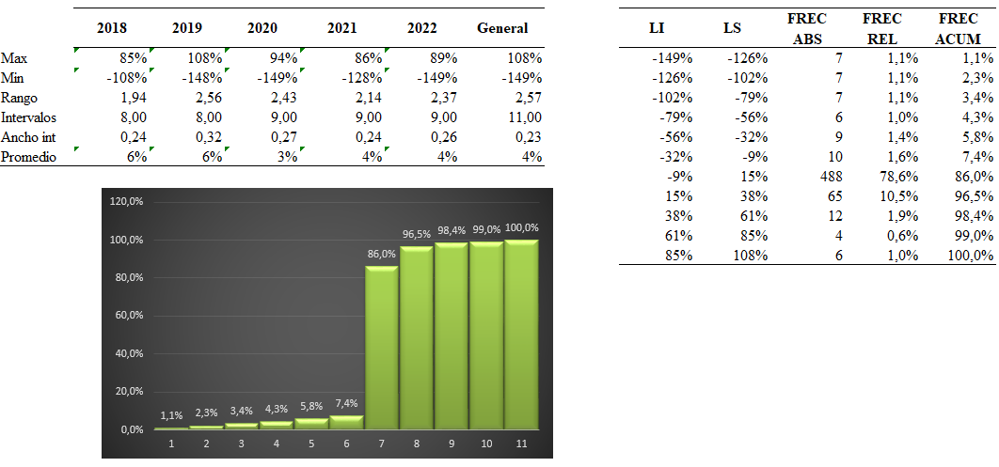 2018 2019 2020 2021 2022 General
Max 85% 108% 94% 86% 89% 108%
Min -108% -148% -149% -128% -149% -149%
Rango 1,94 2,56 2,43 2,14 2,37 2,57
Intervalos 8,00 8,00 9,00 9,00 9,00 11,00
Ancho int 0,24 0,32 0,27 0,24 0,26 0,23
Promedio 6% 6% 3% 4% 4% 4%
LI LS FREC ABS FREC REL FREC ACUM
-149% -126% 7 1,1% 1,1%
-126% -102% 7 1,1% 2,3%
-102% -79% 7 1,1% 3,4%
-79% -56% 6 1,0% 4,3%
-56% -32% 9 1,4% 5,8%
-32% -9% 10 1,6% 7,4%
-9% 15% 488 78,6% 86,0%
15% 38% 65 10,5% 96,5%
38% 61% 12 1,9% 98,4%
61% 85% 4 0,6% 99,0%
85% 108% 6 1,0% 100,0%
120,0%
100,0%
80,0%
60,0%
40,0%
20,0%
0,0%
1,1% 2,3% 3,4% 4,3% 5,8% 7,4% 86,0% 96,5% 98,4% 99,0% 100,0%
1 2 3 4 5 6 7 8 9 10 11